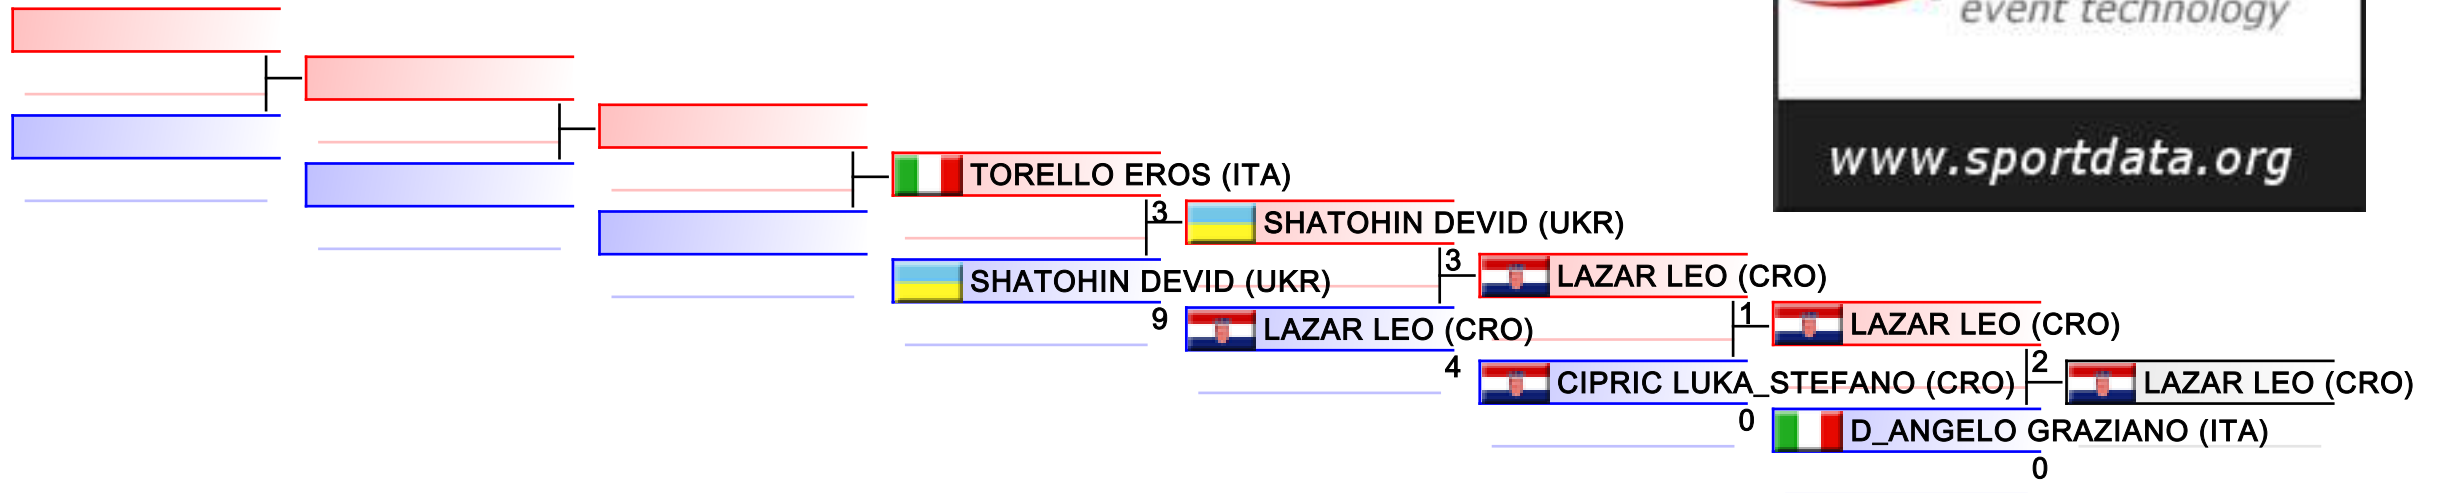 event technology
www.sportdata.org
TORELLO EROS (ITA)
3
SHATOHIN DEVID (UKR)
SHATOHIN DEVID (UKR)
9
3
LAZAR LEO (CRO)
LAZAR LEO (CRO)
4
1
LAZAR LEO (CRO)
CIPRIC LUKA_STEFANO (CRO)
0
2
LAZAR LEO (CRO)
D_ANGELO GRAZIANO (ITA)
0